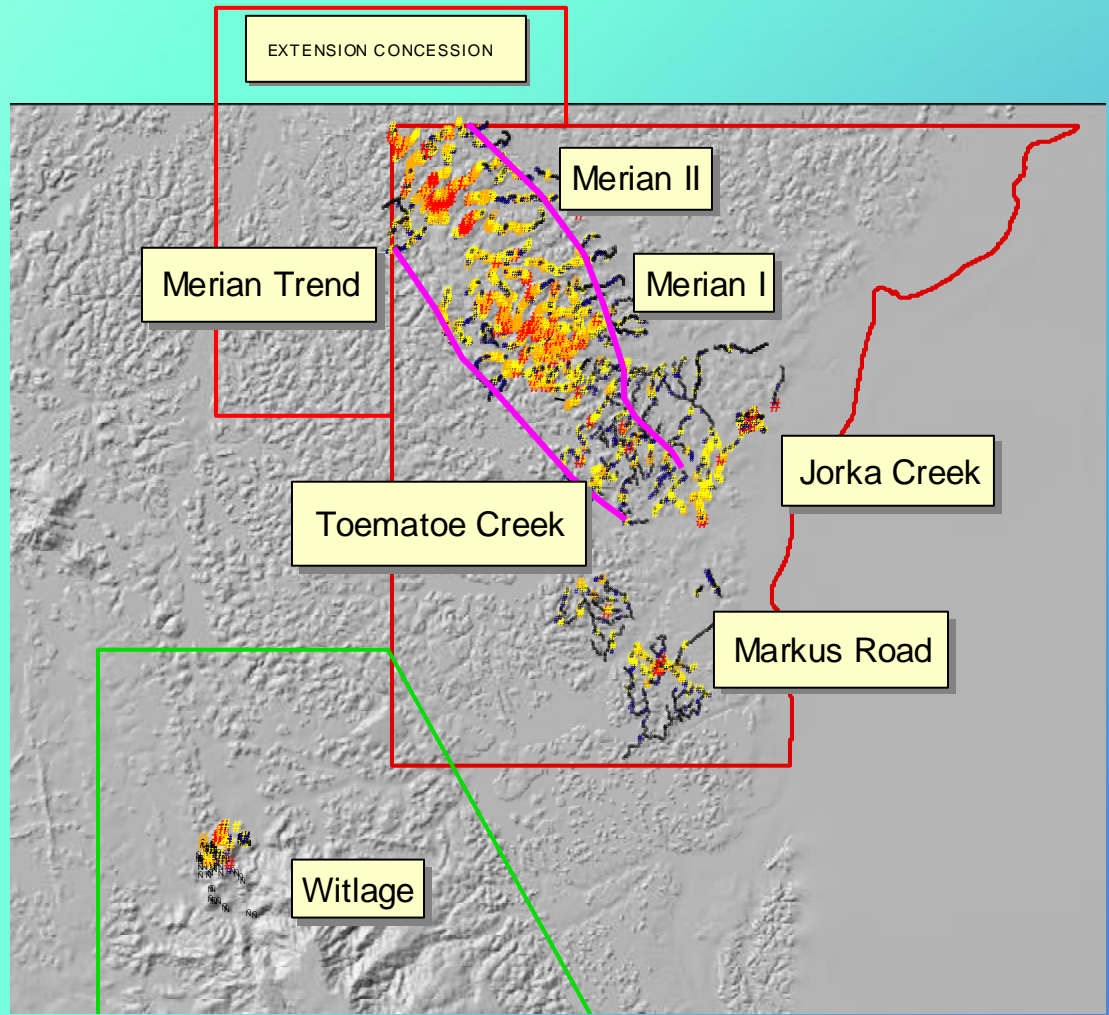 EXTENSION CONCESSION
Merian II
Merian Trend
Merian I
Jorka Creek
Toematoe Creek
Markus Road
Witlage